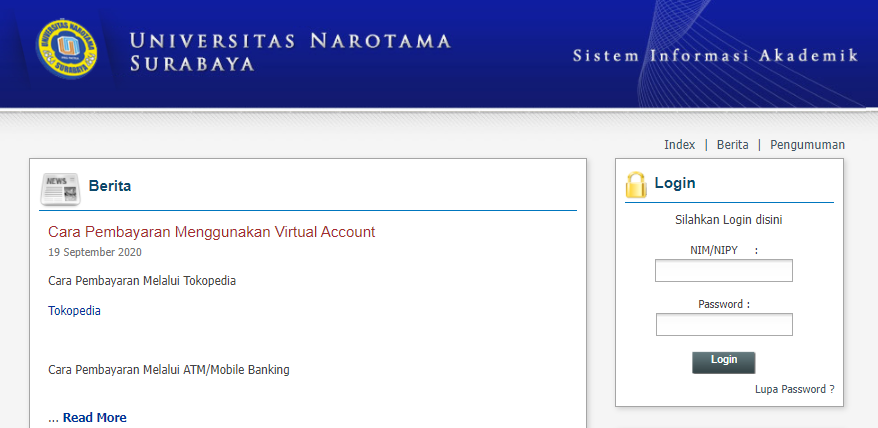 UNIVERSITAS NAROTAMA
SURABAYA
Sistem Informasi Akademik
Index | Berita | Pengumuman
NEWS
Berita
Cara Pembayaran Menggunakan Virtual Account
19 September 2020
Cara Pembayaran Melalui Tokopedia
Tokopedia
Cara Pembayaran Melalui ATM/Mobile Banking
... Read More
Login
Silahkan Login disini
NIM/NIPY :
Password :
Login
Lupa Password ?